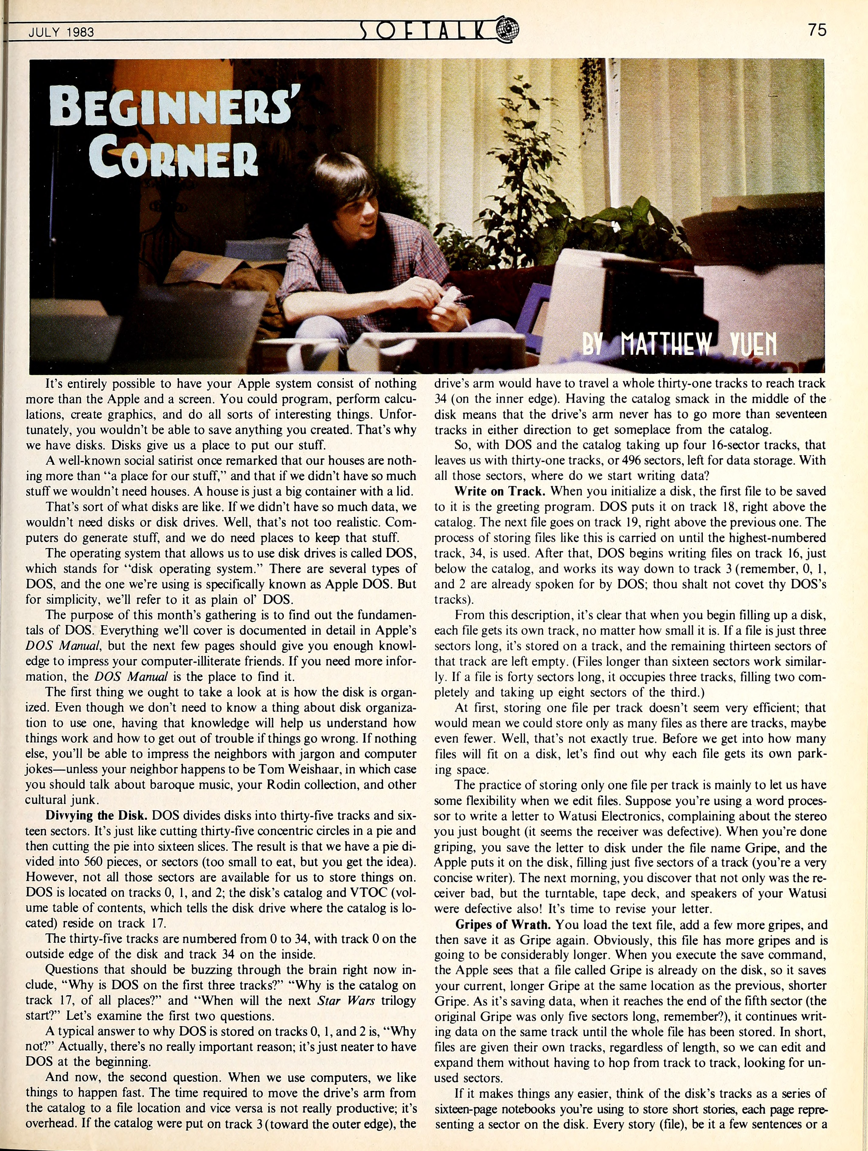 JULY 1983
SOFTALK
75
BEGINNERS'
CORNER
BY MATTHEW YUEN
It's entirely possible to have your Apple system consist of nothing
more than the Apple and a screen. You could program, perform calcu-
lations, create graphics, and do all sorts of interesting things. Unfor-
tunately, you wouldn't be able to save anything you created. That's why
we have disks. Disks give us a place to put our stuff.
A well-known social satirist once remarked that our houses are noth-
ing more than "a place for our stuff," and that if we didn't have so much
stuff we wouldn't need houses. A house is just a big container with a lid.
That's sort of what disks are like. If we didn't have so much data, we
wouldn't need disks or disk drives. Well, that's not too realistic. Com-
puters do generate stuff, and we do need places to keep that stuff.
The operating system that allows us to use disk drives is called DOS,
which stands for "disk operating system." There are several types of
DOS, and the one we're using is specifically known as Apple DOS. But
for simplicity, we'll refer to it as plain ol' DOS.
The purpose of this month's gathering is to find out the fundamen-
tals of DOS. Everything we'll cover is documented in detail in Apple's
DOS Manual, but the next few pages should give you enough knowl-
edge to impress your computer-illiterate friends. If you need more infor-
mation, the DOS Manual is the place to find it.
The first thing we ought to take a look at is how the disk is organ-
ized. Even though we don't need to know a thing about disk organiza-
tion to use one, having that knowledge will help us understand how
things work and how to get out of trouble if things go wrong. If nothing
else, you'll be able to impress the neighbors with jargon and computer
jokes—unless your neighbor happens to be Tom Weishaar, in which case
you should talk about baroque music, your Rodin collection, and other
cultural junk.
Divvying the Disk. DOS divides disks into thirty-five tracks and six-
teen sectors. It's just like cutting thirty-five concentric circles in a pie and
then cutting the pie into sixteen slices. The result is that we have a pie di-
vided into 560 pieces, or sectors (too small to eat, but you get the idea).
However, not all those sectors are available for us to store things on.
DOS is located on tracks 0, 1, and 2; the disk's catalog and VTOC (vol-
ume table of contents, which tells the disk drive where the catalog is lo-
cated) reside on track 17.
The thirty-five tracks are numbered from 0 to 34, with track 0 on the
outside edge of the disk and track 34 on the inside.
Questions that should be buzzing through the brain right now in-
clude, "Why is DOS on the first three tracks?" "Why is the catalog on
track 17, of all places?" and "When will the next Star Wars trilogy
start?" Let's examine the first two questions.
A typical answer to why DOS is stored on tracks 0, 1, and 2 is, "Why
not?" Actually, there's no really important reason; it's just neater to have
DOS at the beginning.
And now, the second question. When we use computers, we like
things to happen fast. The time required to move the drive's arm from
the catalog to a file location and vice versa is not really productive; it's
overhead. If the catalog were put on track 3 (toward the outer edge), the
drive's arm would have to travel a whole thirty-one tracks to reach track
34 (on the inner edge). Having the catalog smack in the middle of the
disk means that the drive's arm never has to go more than seventeen
tracks in either direction to get someplace from the catalog.
So, with DOS and the catalog taking up four 16-sector tracks, that
leaves us with thirty-one tracks, or 496 sectors, left for data storage. With
all those sectors, where do we start writing data?
Write on Track. When you initialize a disk, the first file to be saved
to it is the greeting program. DOS puts it on track 18, right above the
catalog. The next file goes on track 19, right above the previous one. The
process of storing files like this is carried on until the highest-numbered
track, 34, is used. After that, DOS begins writing files on track 16, just
below the catalog, and works its way down to track 3 (remember, 0, 1,
and 2 are already spoken for by DOS; thou shalt not covet thy DOS's
tracks).
From this description, it's clear that when you begin filling up a disk,
each file gets its own track, no matter how small it is. If a file is just three
sectors long, it's stored on a track, and the remaining thirteen sectors of
that track are left empty. (Files longer than sixteen sectors work similar-
ly. If a file is forty sectors long, it occupies three tracks, filling two com-
pletely and taking up eight sectors of the third.)
At first, storing one file per track doesn't seem very efficient; that
would mean we could store only as many files as there are tracks, maybe
even fewer. Well, that's not exactly true. Before we get into how many
files will fit on a disk, let's find out why each file gets its own park-
ing space.
The practice of storing only one file per track is mainly to let us have
some flexibility when we edit files. Suppose you're using a word proces-
sor to write a letter to Watusi Electronics, complaining about the stereo
you just bought (it seems the receiver was defective). When you're done
griping, you save the letter to disk under the file name Gripe, and the
Apple puts it on the disk, filling just five sectors of a track (you're a very
concise writer). The next morning, you discover that not only was the re-
ceiver bad, but the turntable, tape deck, and speakers of your Watusi
were defective also! It's time to revise your letter.
Gripes of Wrath. You load the text file, add a few more gripes, and
then save it as Gripe again. Obviously, this file has more gripes and is
going to be considerably longer. When you execute the save command,
the Apple sees that a file called Gripe is already on the disk, so it saves
your current, longer Gripe at the same location as the previous, shorter
Gripe. As it's saving data, when it reaches the end of the fifth sector (the
original Gripe was only five sectors long, remember?), it continues writ-
ing data on the same track until the whole file has been stored. In short,
files are given their own tracks, regardless of length, so we can edit and
expand them without having to hop from track to track, looking for un-
used sectors.
If it makes things any easier, think of the disk's tracks as a series of
sixteen-page notebooks you're using to store short stories, each page repre-
senting a sector on the disk. Every story (file), be it a few sentences or a